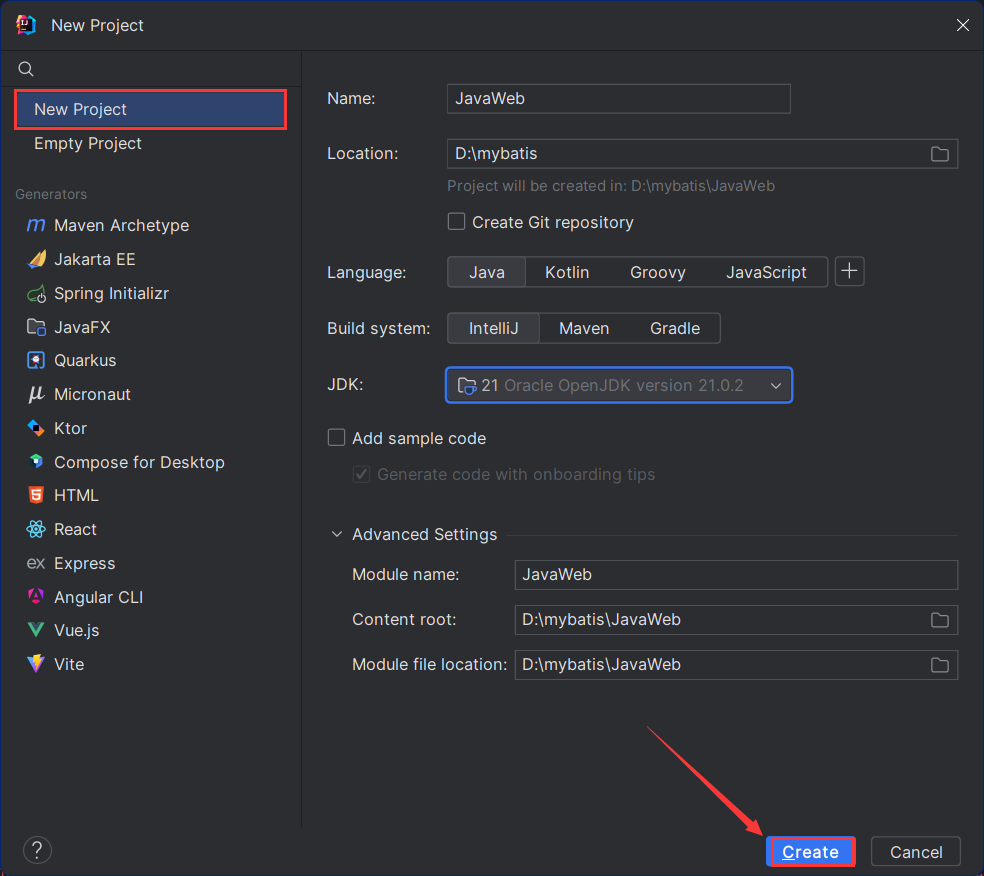 New Project
New Project
Empty Project
Generators
Maven Archetype
Jakarta EE
Spring Initializr
JavaFX
Quarkus
Micronaut
Ktor
Compose for Desktop
HTML
React
Express
Angular CLI
Vue.js
Vite
Name: JavaWeb
Location: D:\mybatis
Project will be created in: D:\mybatis\JavaWeb
Create Git repository
Language: Java Kotlin Groovy JavaScript
Build system: IntelliJ Maven Gradle
JDK: 21 Oracle OpenJDK version 21.0.2
Add sample code
Generate code with onboarding tips
Advanced Settings
Module name: JavaWeb
Content root: D:\mybatis\JavaWeb
Module file location: D:\mybatis\JavaWeb
? Create Cancel